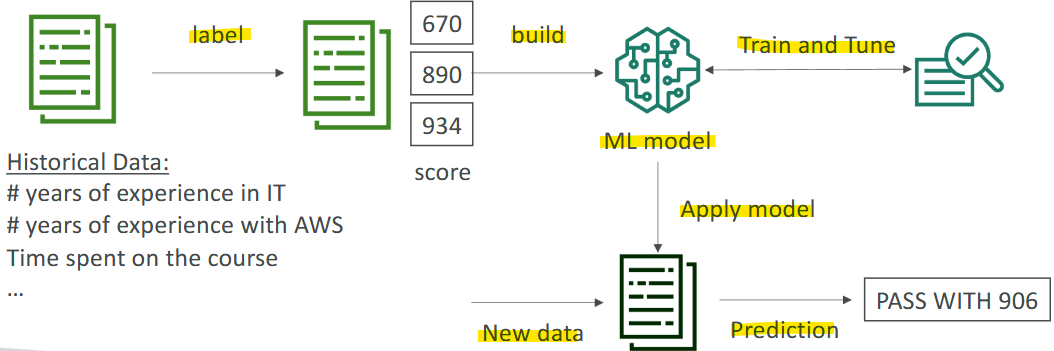 label
670
890
934
score
build
Train and Tune
ML model
Historical Data:
# years of experience in IT
# years of experience with AWS
Time spent on the course
...
Apply model
New data
Prediction
PASS WITH 906